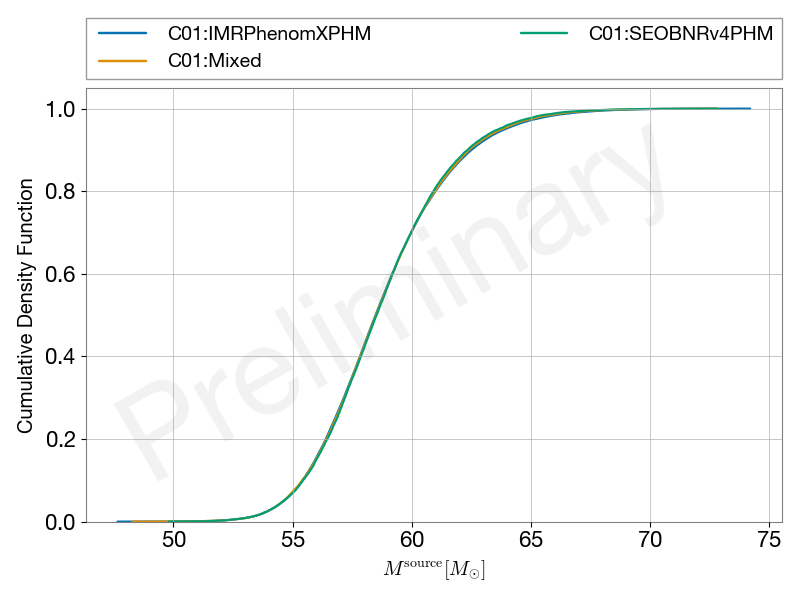 C01:IMRPhenomXPHM
C01:Mixed
C01:SEOBNRv4PHM
Cumulative Density Function
1.0
0.8
0.6
0.4
0.2
0.0
Preliminary
50 55 60 65 70 75
M^source [M_⊙]